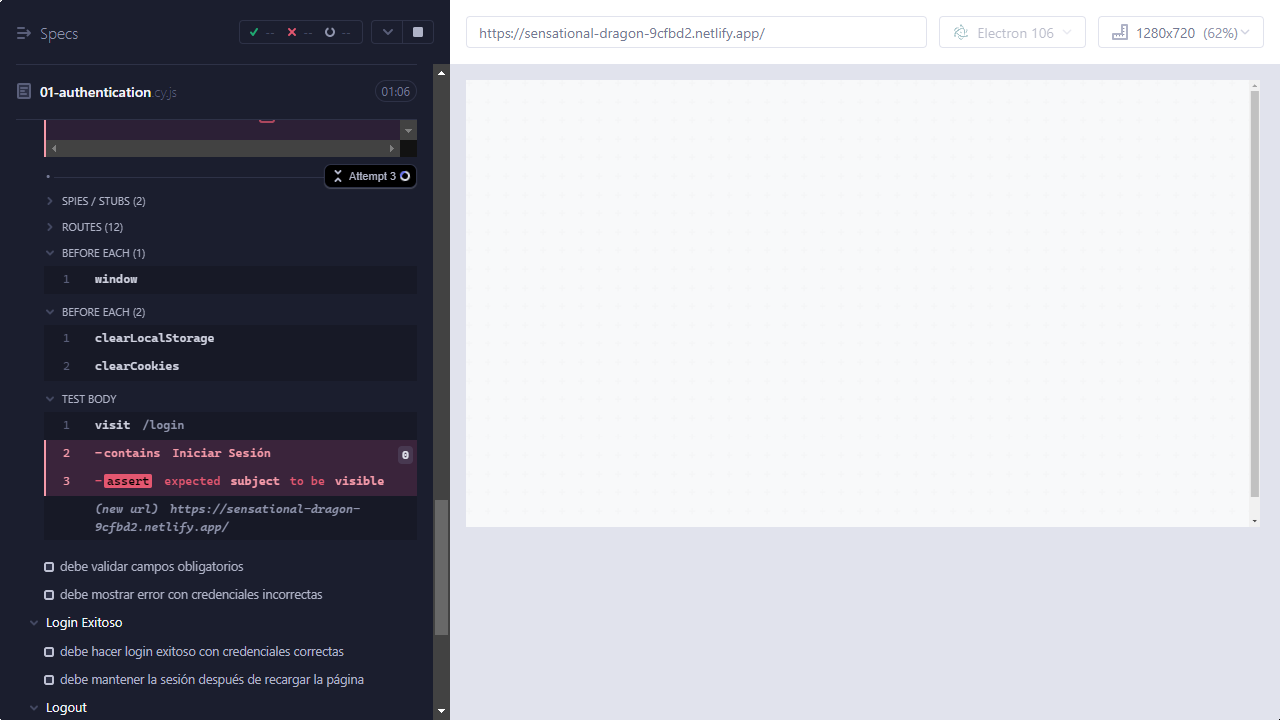 Specs
--
--
--
https://sensational-dragon-9cfbd2.netlify.app/
Electron 106
1280x720 (62%)
01-authentication.cy.js
01:06
Attempt 3
SPIES / STUBS (2)
ROUTES (12)
BEFORE EACH (1)
1 window
BEFORE EACH (2)
1 clearLocalStorage
2 clearCookies
TEST BODY
1 visit /login
2 -contains Iniciar Sesión 0
3 -assert expected subject to be visible
(new url) https://sensational-dragon-
9cfbd2.netlify.app/
debe validar campos obligatorios
debe mostrar error con credenciales incorrectas
Login Exitoso
debe hacer login exitoso con credenciales correctas
debe mantener la sesión después de recargar la página
Logout